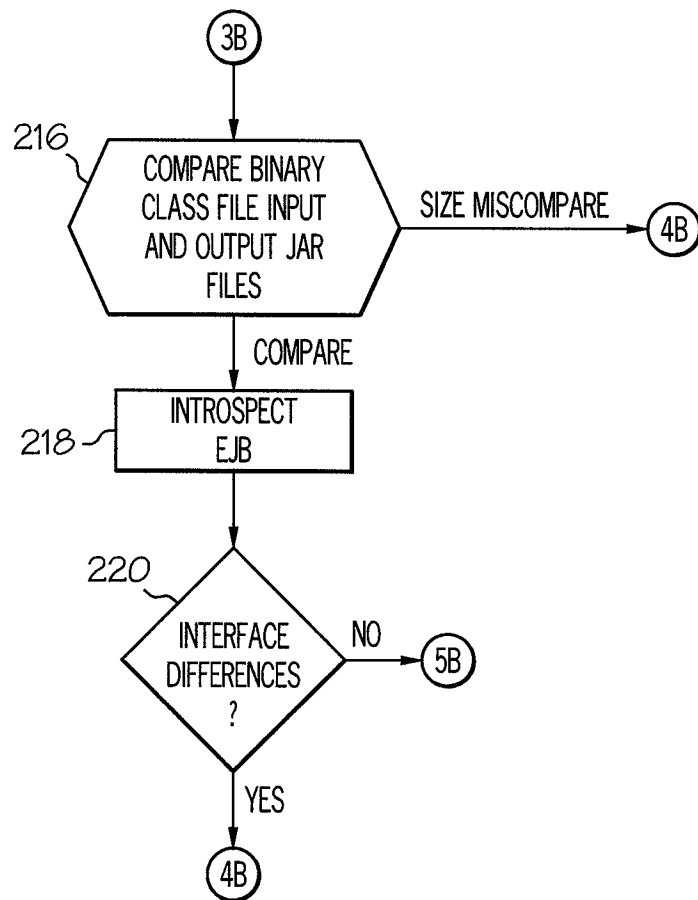 3B
216
COMPARE BINARY
CLASS FILE INPUT
AND OUTPUT JAR
FILES
SIZE MISCOMPARE
4B
COMPARE
218
INTROSPECT
EJB
220
INTERFACE
DIFFERENCES
?
NO
5B
YES
4B